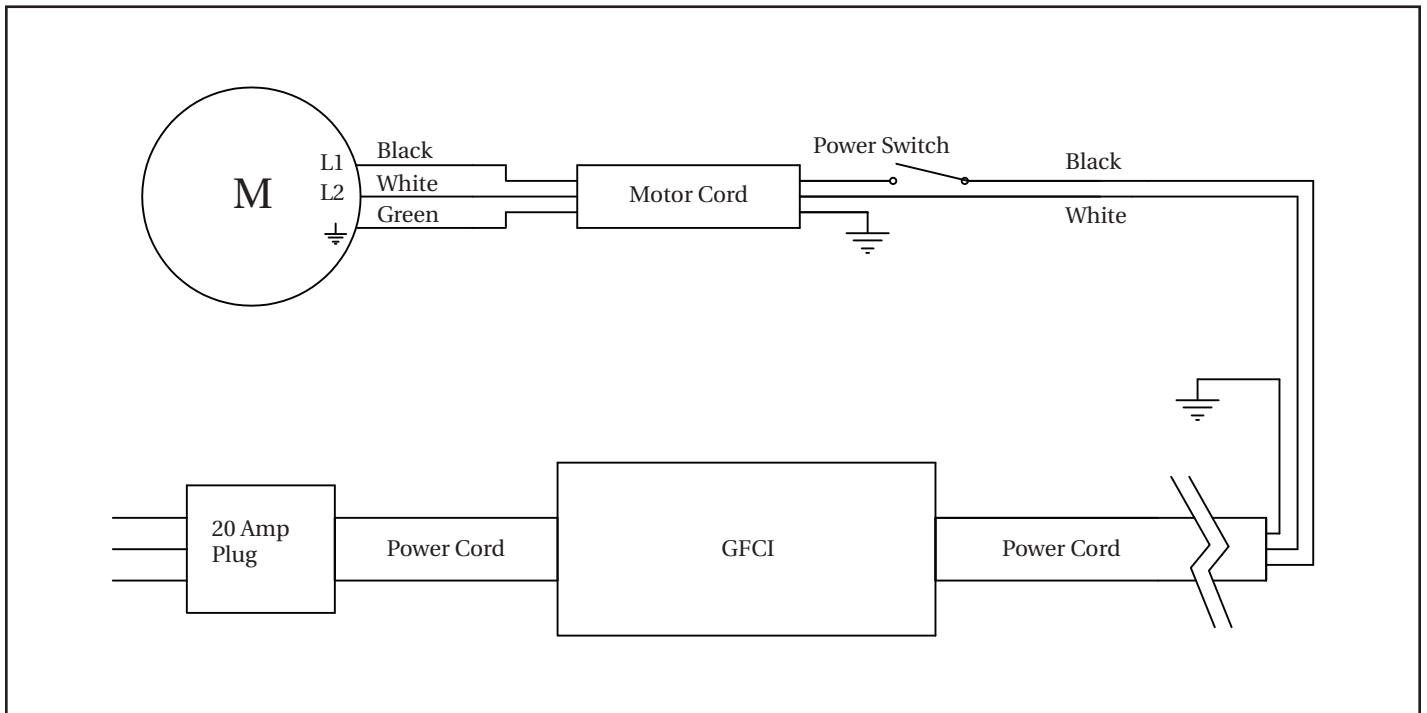 M
L1
L2
Black
White
Green
Motor Cord
Power Switch
Black
White
20 Amp
Plug
Power Cord
GFCI
Power Cord